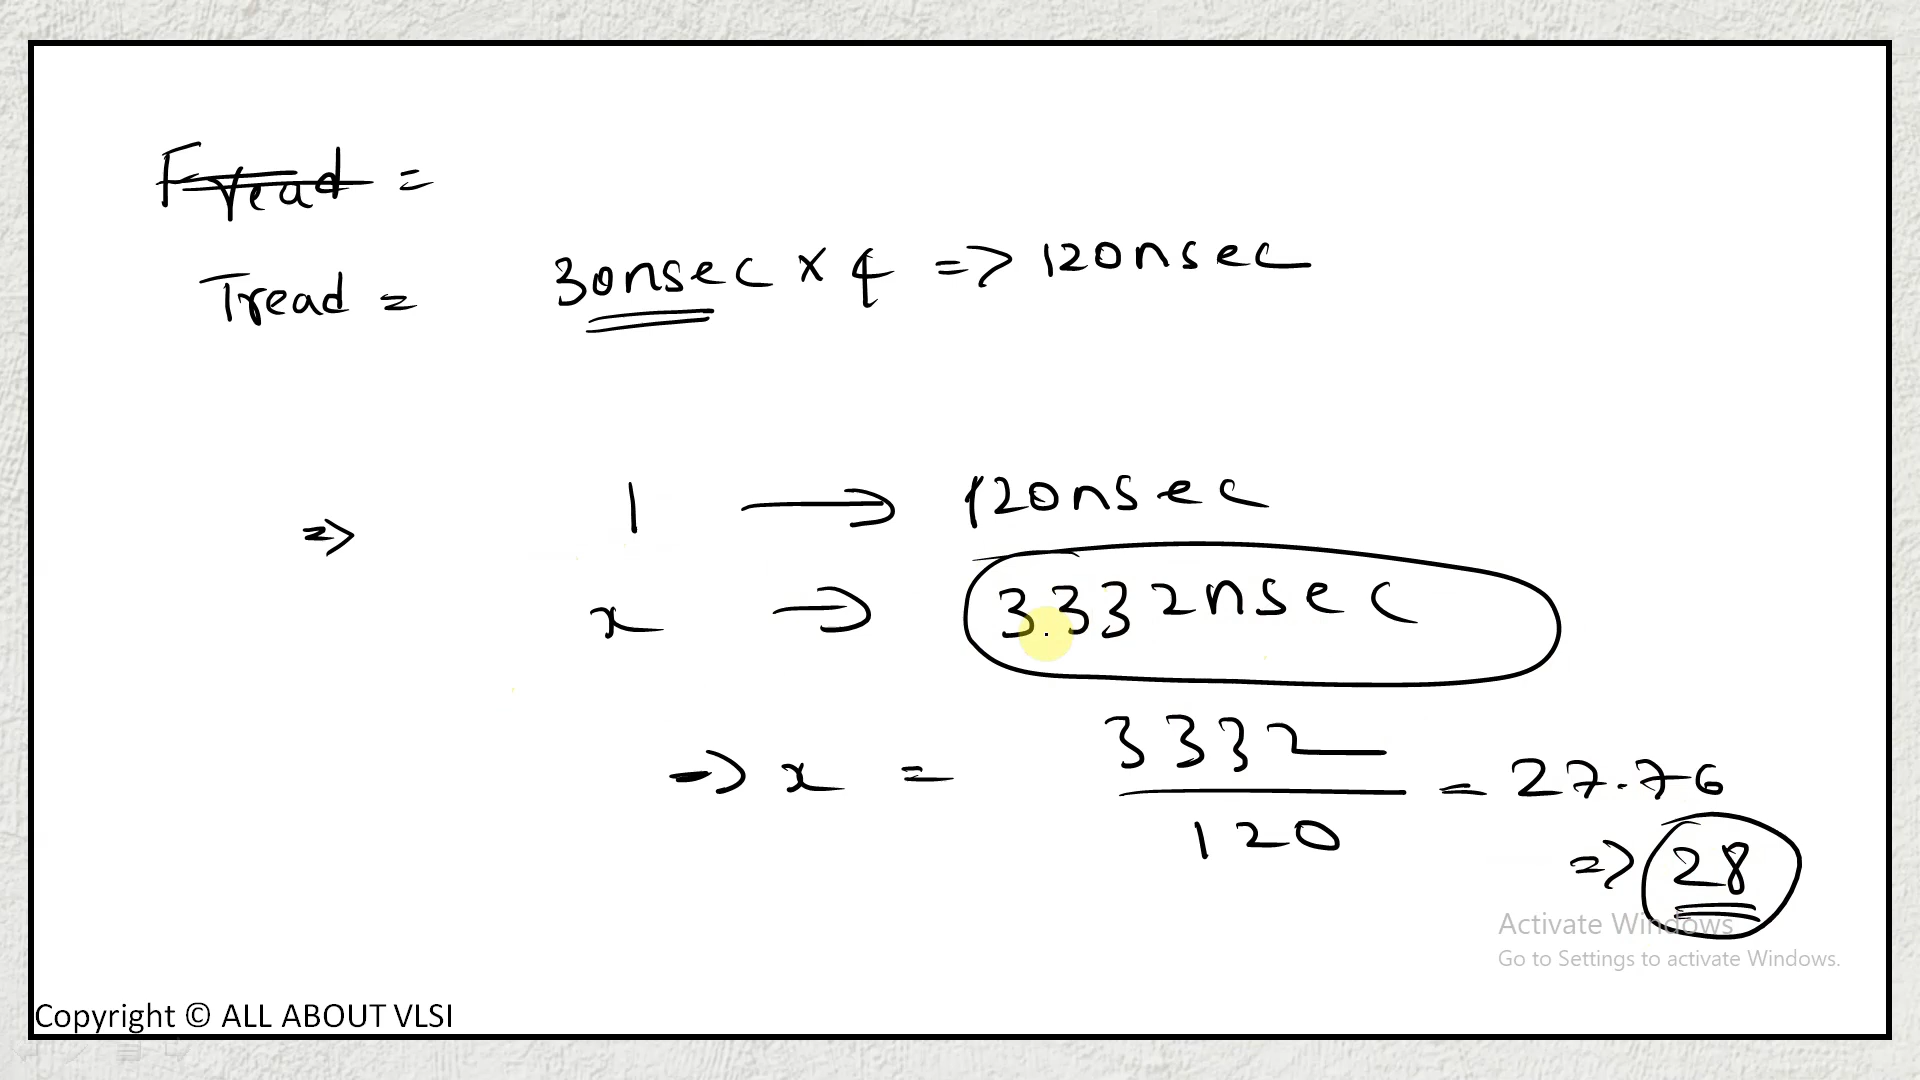 Fread =
Tread = 30nsec × 4 => 120nsec
=> 1 → 120nsec
x → 3332nsec
→ x = 3332
120
= 27.76
=> 28
Activate Windows
Go to Settings to activate Windows.
Copyright © ALL ABOUT VLSI